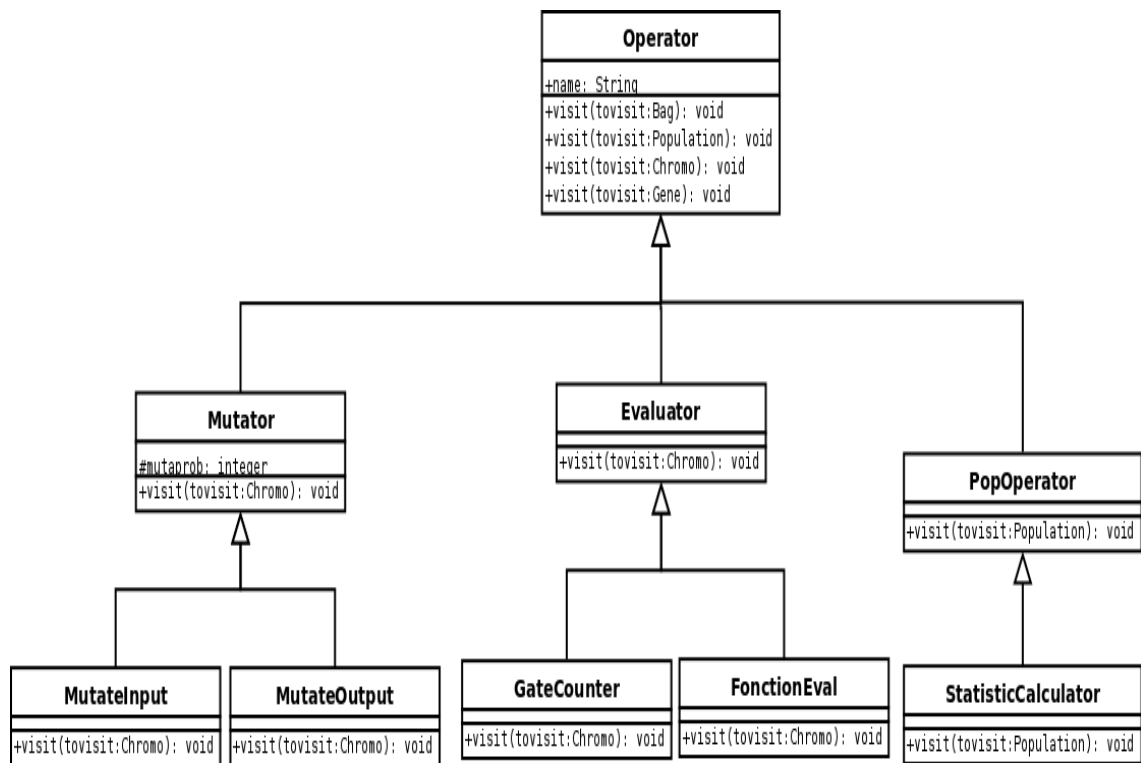 Operator
+name: String
+visit(tovisit:Bag): void
+visit(tovisit:Population): void
+visit(tovisit:Chromo): void
+visit(tovisit:Gene): void
Mutator
#mutaprob: integer
+visit(tovisit:Chromo): void
Evaluator
+visit(tovisit:Chromo): void
PopOperator
+visit(tovisit:Population): void
MutateInput
+visit(tovisit:Chromo): void
MutateOutput
+visit(tovisit:Chromo): void
GateCounter
+visit(tovisit:Chromo): void
FonctionEval
+visit(tovisit:Chromo): void
StatisticCalculator
+visit(tovisit:Population): void